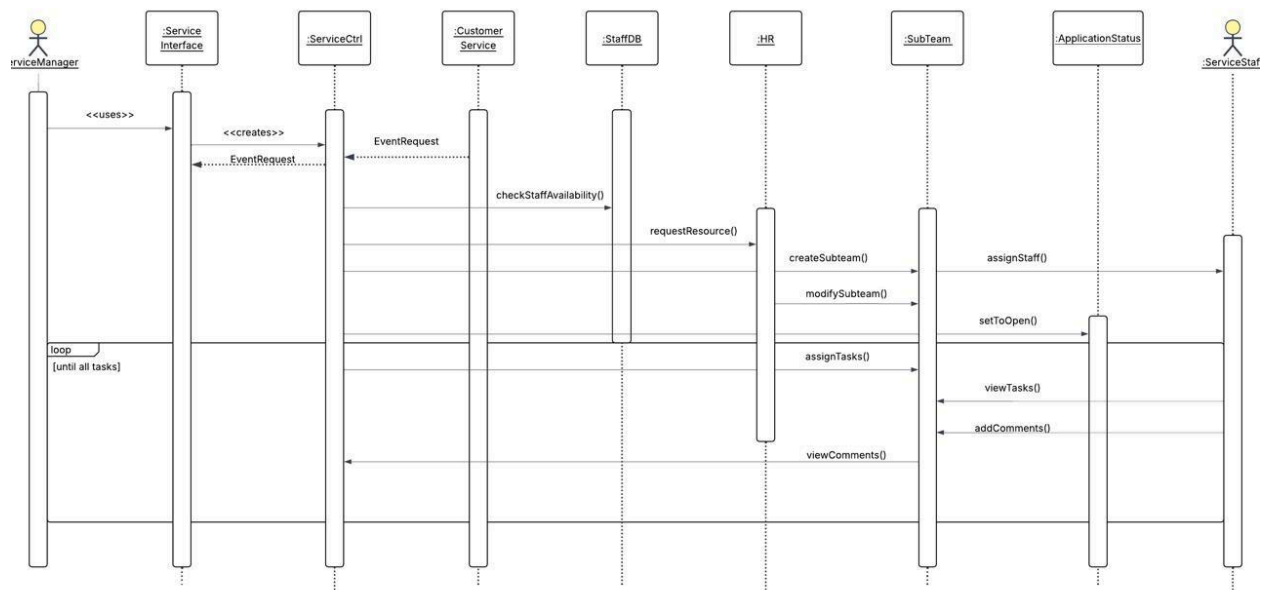 :Service
Interface
:ServiceCtrl
:Customer
Service
:StaffDB
:HR
:SubTeam
:ApplicationStatus
erviceManager
:ServiceStaf
<<uses>>
<<creates>>
EventRequest
EventRequest
checkStaffAvailability()
requestResource()
createSubteam()
assignStaff()
modifySubteam()
setToOpen()
loop
[until all tasks]
assignTasks()
viewTasks()
addComments()
viewComments()